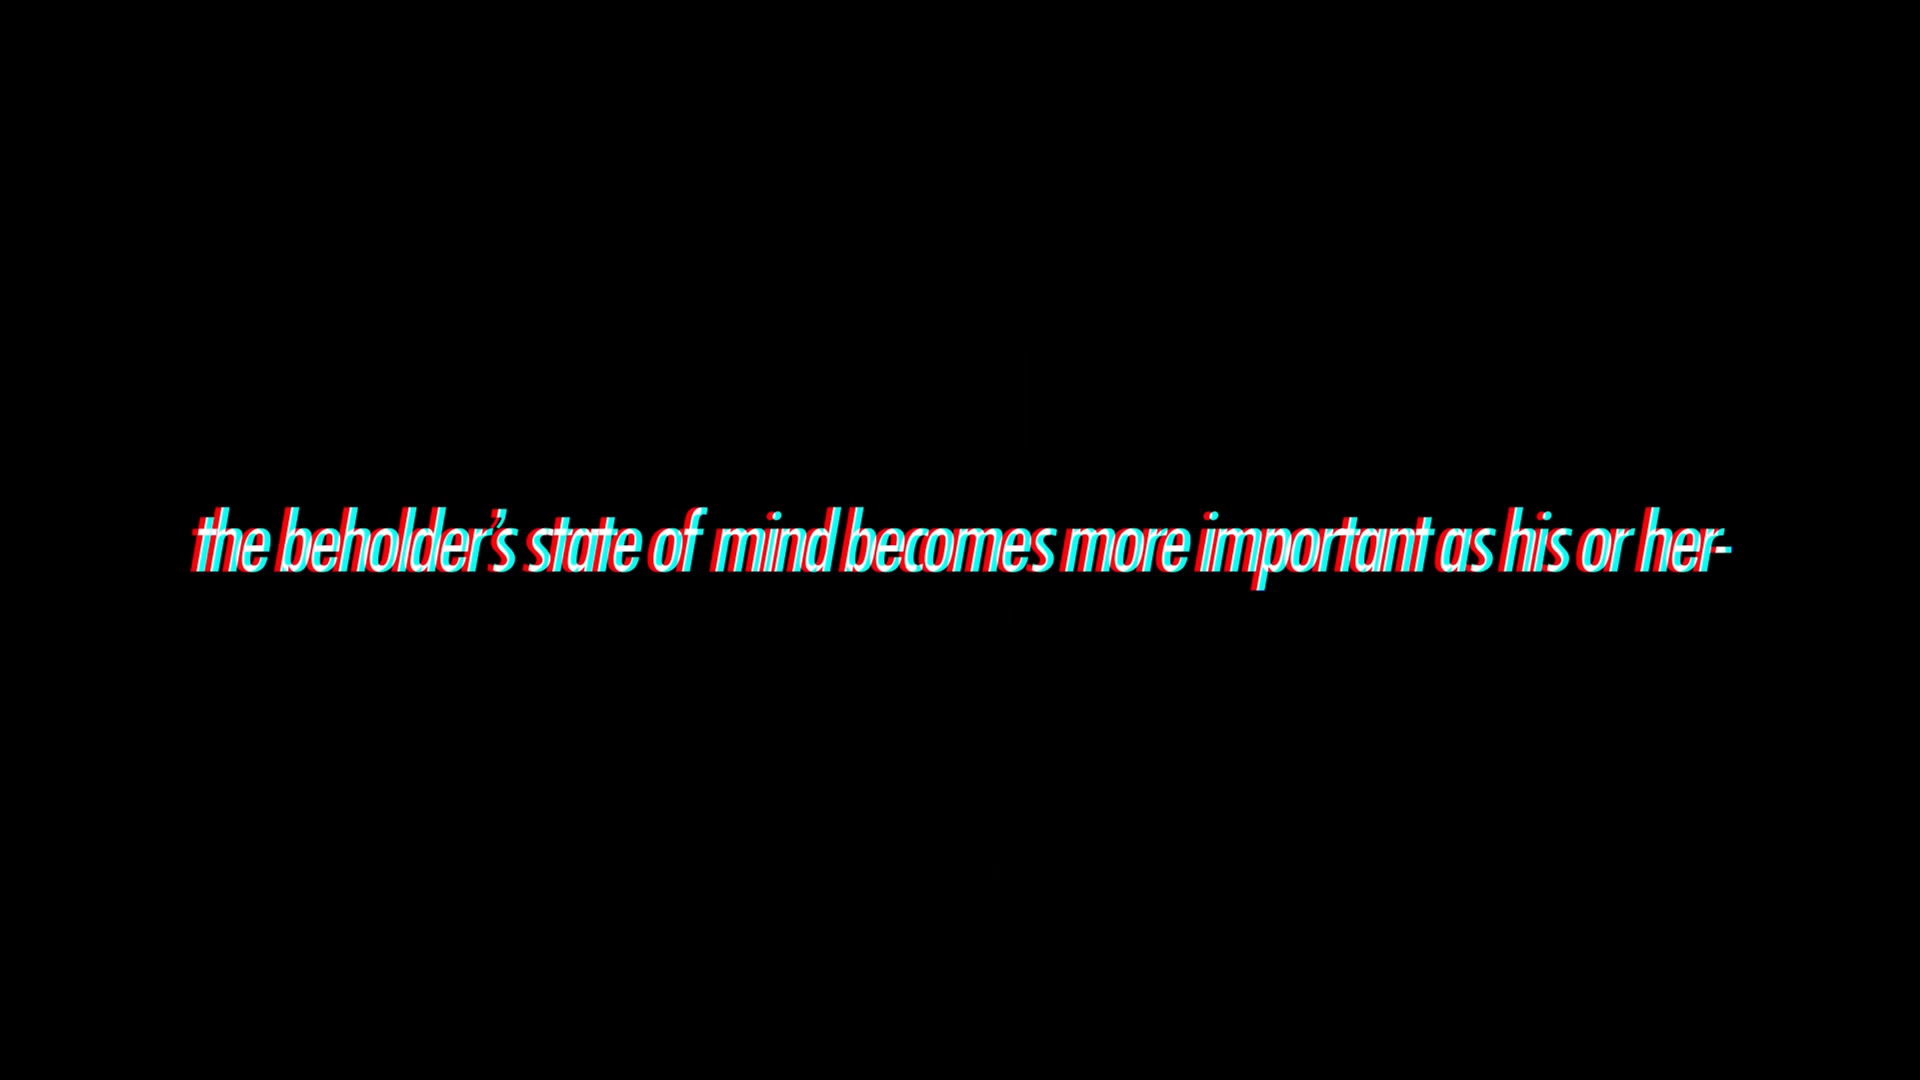 the beholder’s state of mind becomes more important as his or her-